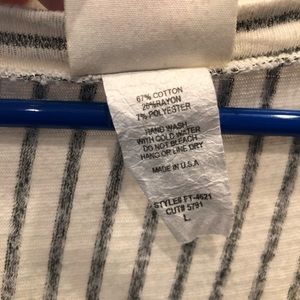 67% COTTON
26%RAYON
7% POLYESTER
HAND WASH
WITH COLD WATER
DO NOT BLEACH
HANG OR LINE DRY
MADE IN U.S.A
STYLE# FT-4621
CUT# 5791
L